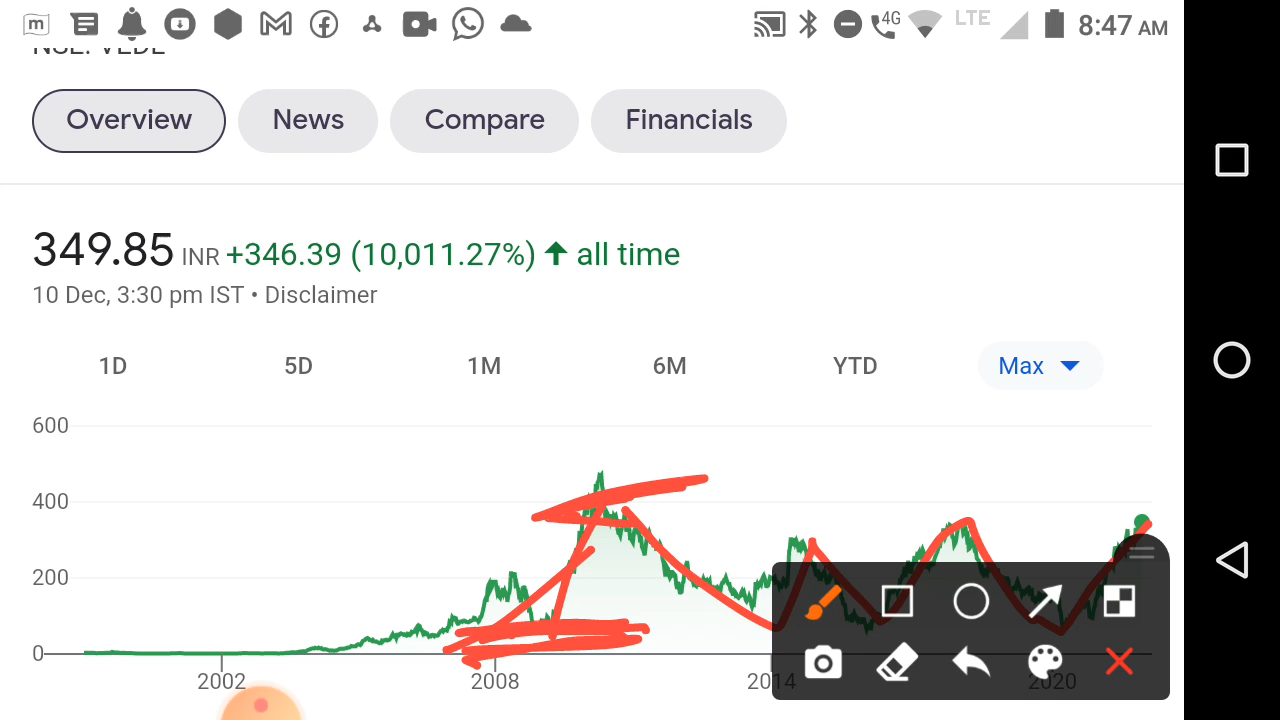 4G LTE 8:47 AM
NSE: VEDL
Overview News Compare Financials
349.85 INR +346.39 (10,011.27%) ↑ all time
10 Dec, 3:30 pm IST • Disclaimer
1D 5D 1M 6M YTD Max
600
400
200
0
2002 2008 2014 2020